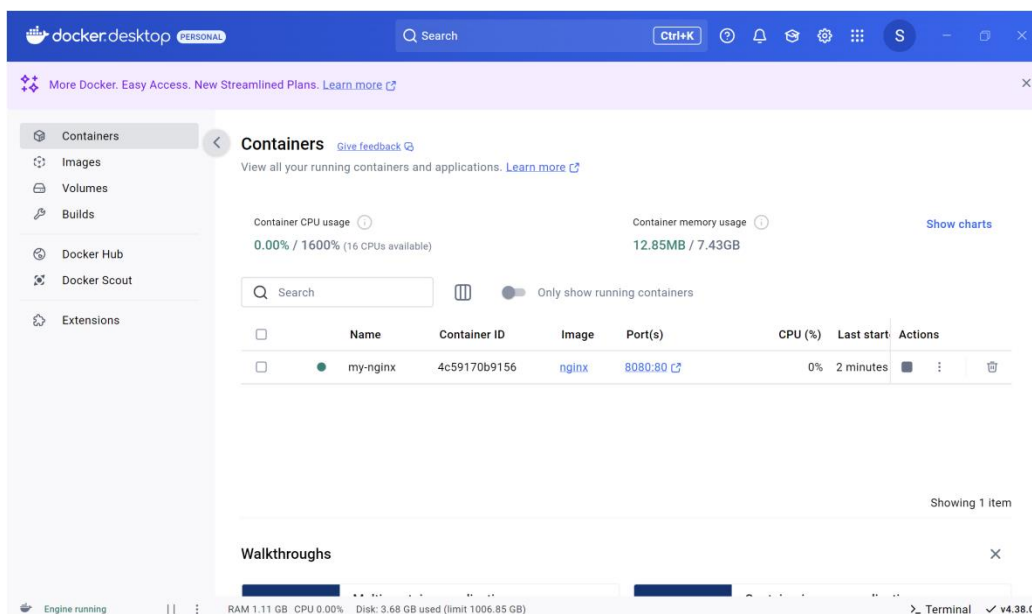 docker.desktop PERSONAL Search Ctrl+K S
More Docker. Easy Access. New Streamlined Plans. Learn more
Containers
Images
Volumes
Builds
Docker Hub
Docker Scout
Extensions
Containers Give feedback
View all your running containers and applications. Learn more
Container CPU usage
0.00% / 1600% (16 CPUs available)
Container memory usage
12.85MB / 7.43GB
Show charts
Search Only show running containers
Name Container ID Image Port(s) CPU (%) Last start Actions
my-nginx 4c59170b9156 nginx 8080:80 0% 2 minutes
Showing 1 item
Walkthroughs
Engine running RAM 1.11 GB CPU 0.00% Disk: 3.68 GB used (limit 1006.85 GB) >_ Terminal v4.38.0